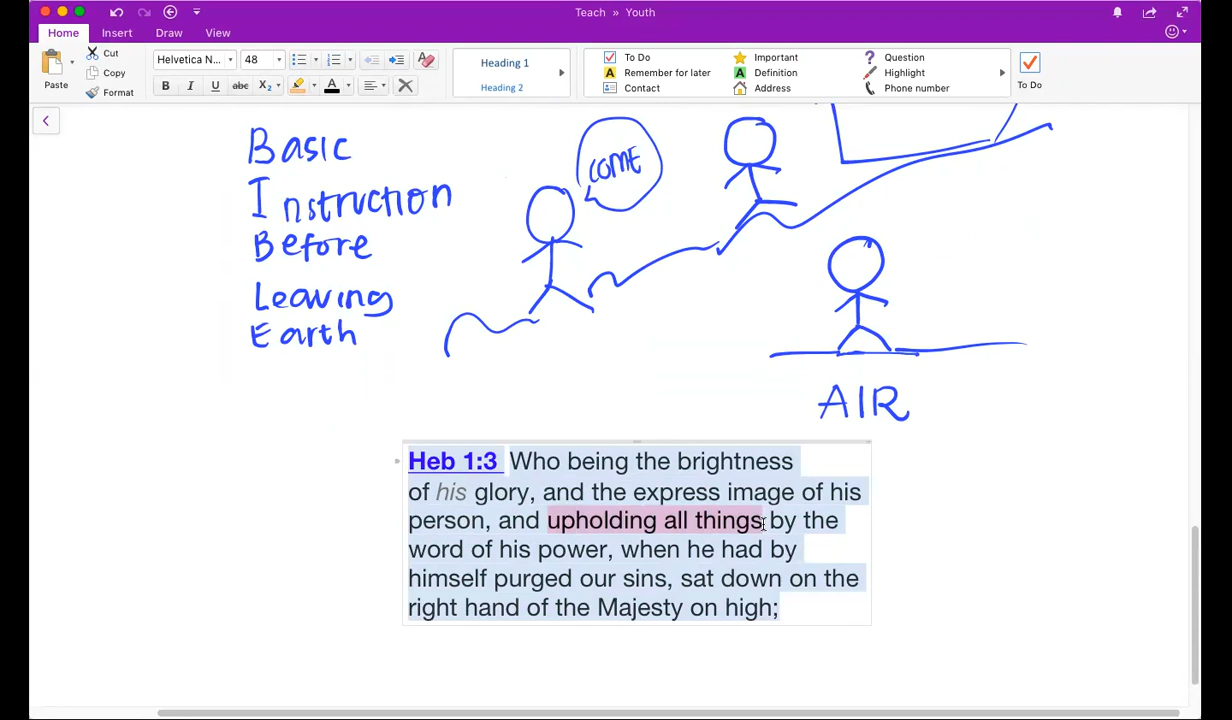 Teach » Youth
Home Insert Draw View
Paste
Cut
Copy
Format
Helvetica N... 48
B I U abc X₂ A
Heading 1
Heading 2
To Do
Remember for later
Contact
Important
Definition
Address
Question
Highlight
Phone number
To Do
Basic
Instruction
Before
Leaving
Earth
COME
AIR
Heb 1:3 Who being the brightness
of his glory, and the express image of his
person, and upholding all things by the
word of his power, when he had by
himself purged our sins, sat down on the
right hand of the Majesty on high;